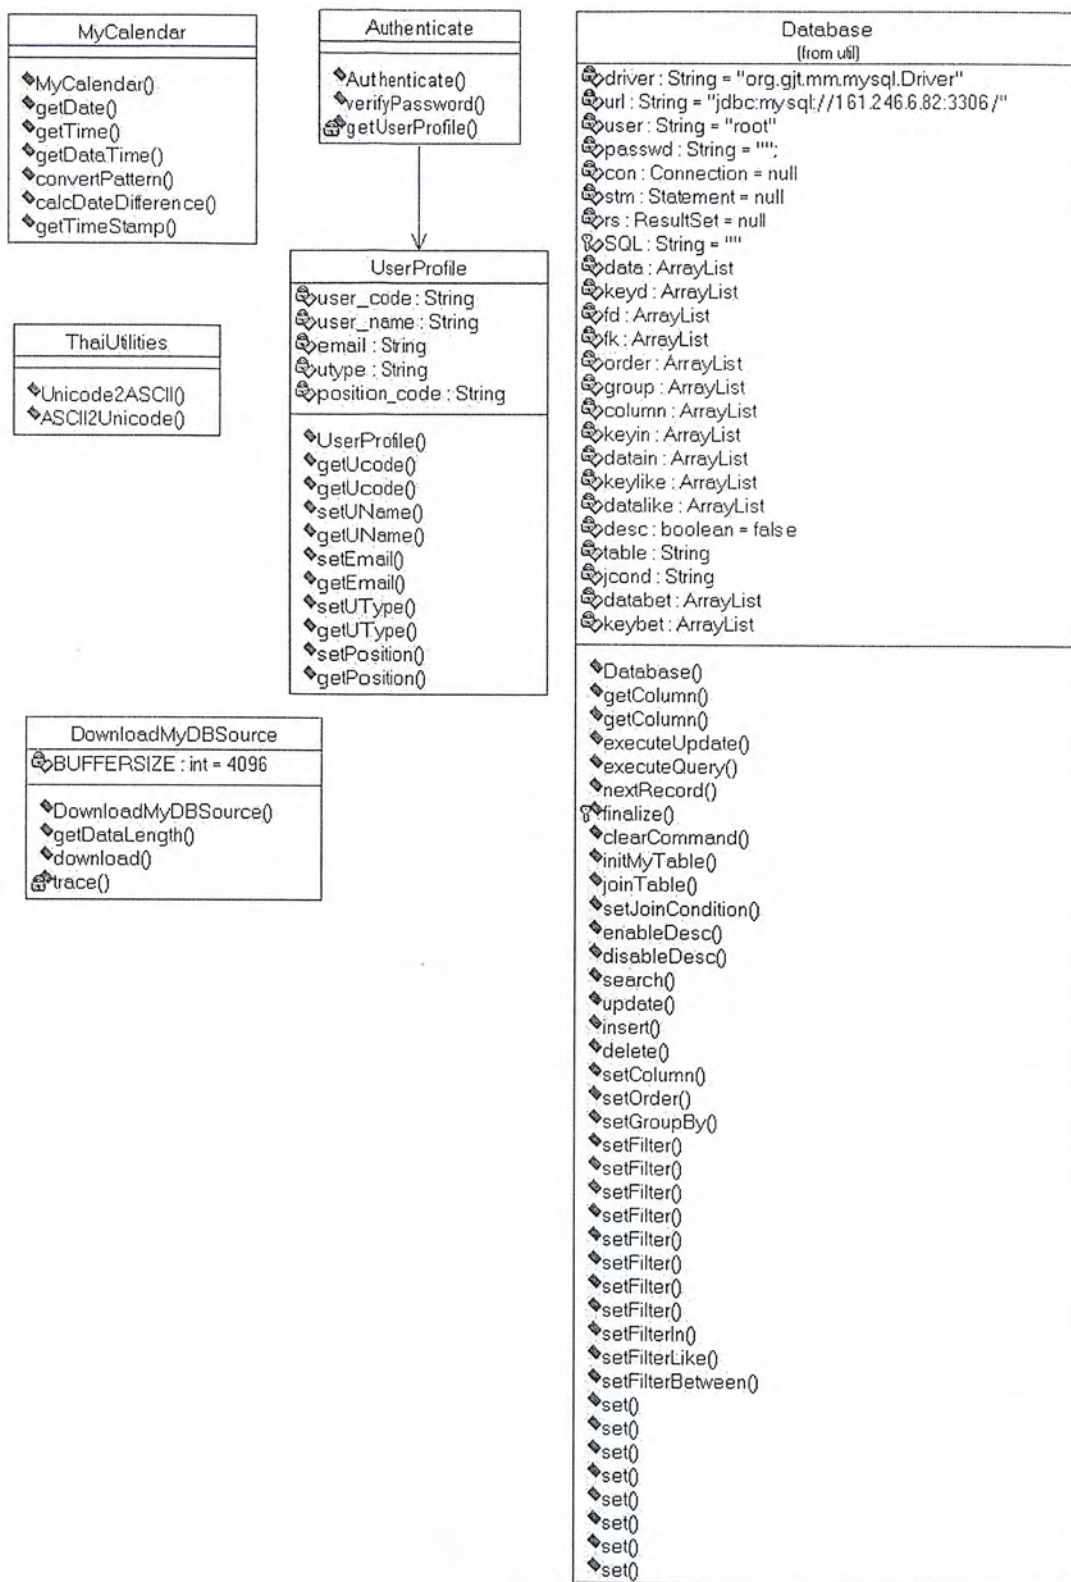 MyCalendar
MyCalendar()
getDate()
getTime()
getDataTime()
convertPattern()
calcDateDifference()
getTimeStamp()
Authenticate
Authenticate()
verifyPassword()
getUserProfile()
ThaiUtilities
Unicode2ASCII()
ASCII2Unicode()
UserProfile
user_code : String
user_name : String
email : String
utype : String
position_code : String
UserProfile()
getUcode()
getUcode()
setUName()
getUName()
setEmail()
getEmail()
setUType()
getUType()
setPosition()
getPosition()
DownloadMyDBSource
BUFFERSIZE : int = 4096
DownloadMyDBSource()
getDataLength()
download()
trace()
Database
(from util)
driver : String = "org.gjt.mm.mysql.Driver"
url : String = "jdbc:mysql://161.246.6.82:3306/"
user : String = "root"
passwd : String = "";
con : Connection = null
stm : Statement = null
rs : ResultSet = null
SQL : String = ""
data : ArrayList
keyd : ArrayList
fd : ArrayList
fk : ArrayList
order : ArrayList
group : ArrayList
column : ArrayList
keyin : ArrayList
datain : ArrayList
keylike : ArrayList
datalike : ArrayList
desc : boolean = false
table : String
jcond : String
databet : ArrayList
keybet : ArrayList
Database()
getColumn()
getColumn()
executeUpdate()
executeQuery()
nextRecord()
finalize()
clearCommand()
initMyTable()
joinTable()
setJoinCondition()
enableDesc()
disableDesc()
search()
update()
insert()
delete()
setColumn()
setOrder()
setGroupBy()
setFilter()
setFilter()
setFilter()
setFilter()
setFilter()
setFilter()
setFilter()
setFilter()
setFilterIn()
setFilterLike()
setFilterBetween()
set()
set()
set()
set()
set()
set()
set()
set()